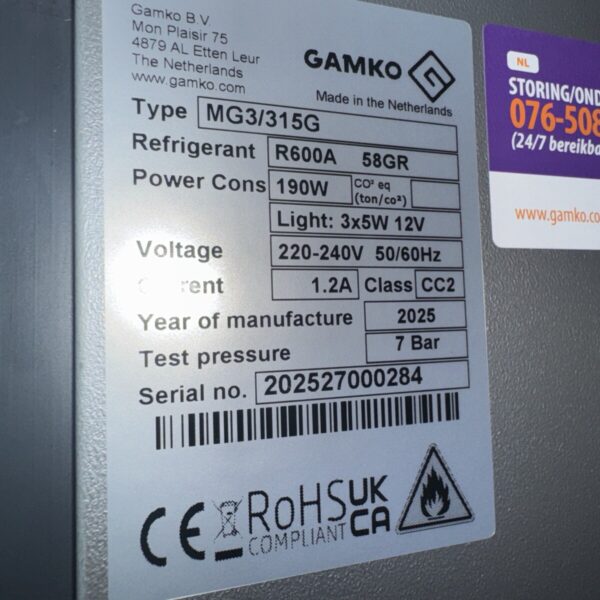 Gamko B.V.
Mon Plaisir 75
4879 AL Etten Leur
The Netherlands
www.gamko.com
GAMKO
Made in the Netherlands
Type MG3/315G
Refrigerant R600A 58GR
Power Cons 190W CO² eq (ton/co²)
Light: 3x5W 12V
Voltage 220-240V 50/60Hz
rent 1.2A Class CC2
Year of manufacture 2025
Test pressure 7 Bar
Serial no. 202527000284
CE RoHS COMPLIANT UK CA
NL
STORING/OND
076-508
(24/7 bereikba
www.gamko.co